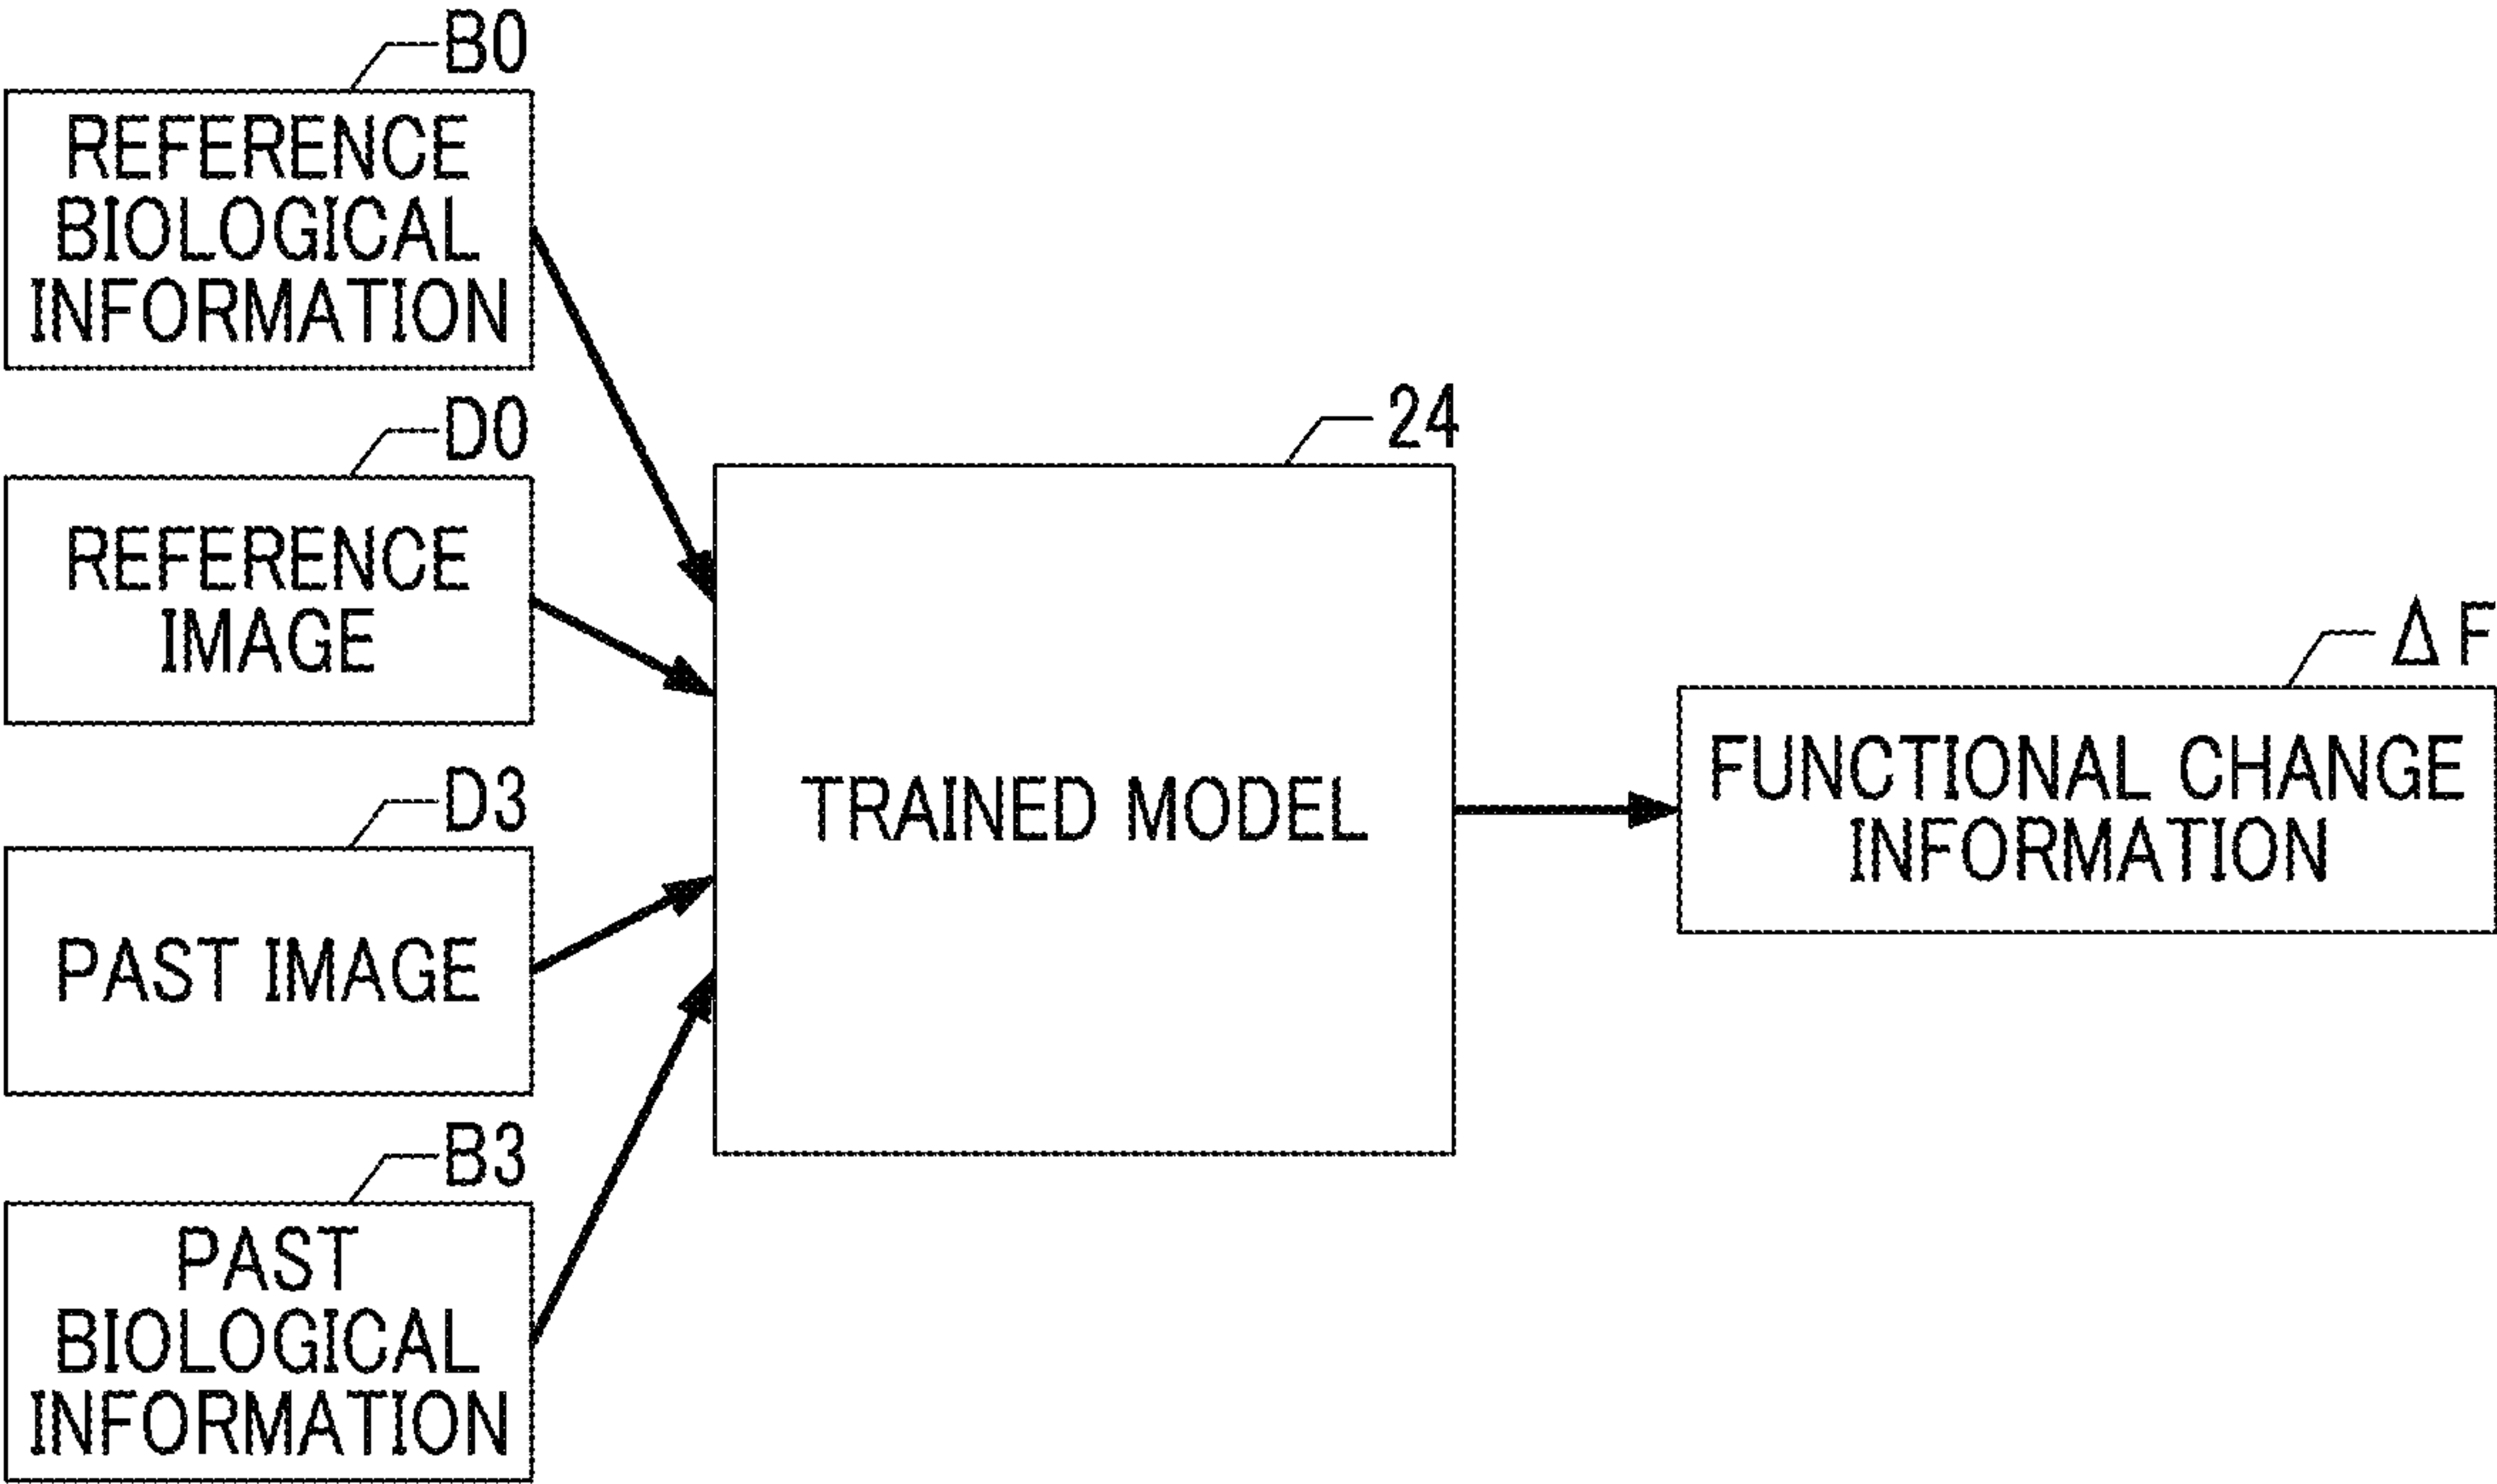 B0
REFERENCE
BIOLOGICAL
INFORMATION
D0
REFERENCE
IMAGE
D3
PAST IMAGE
B3
PAST
BIOLOGICAL
INFORMATION
24
TRAINED MODEL
Δ F
FUNCTIONAL CHANGE
INFORMATION